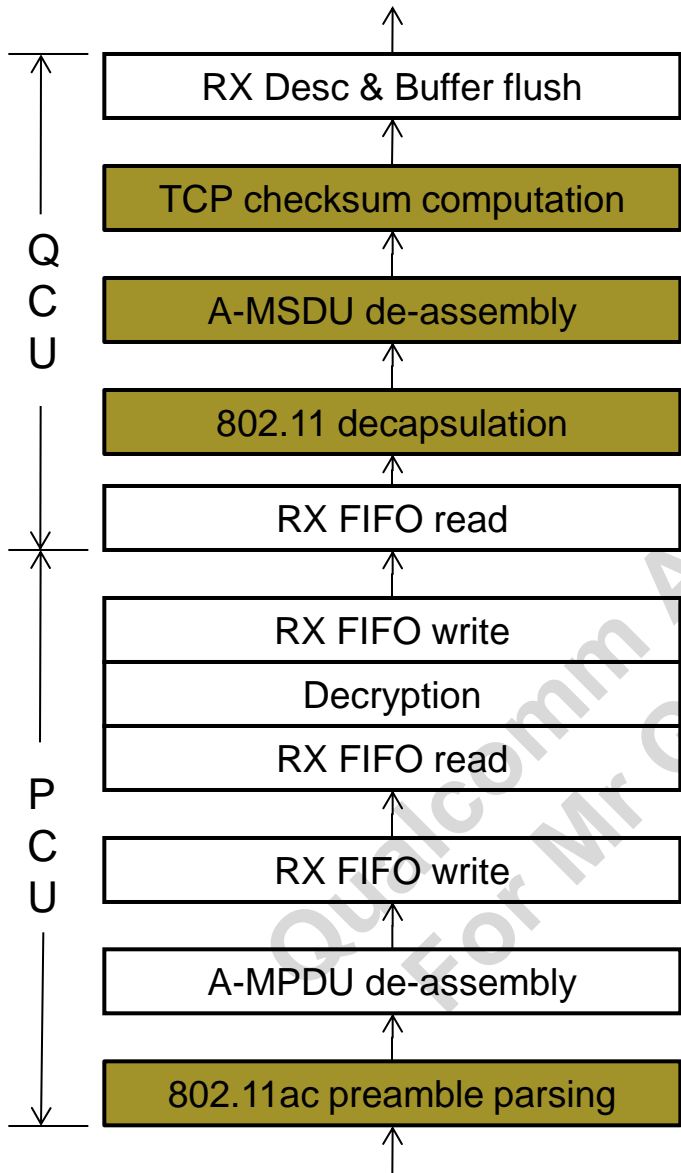 RX Desc & Buffer flush
TCP checksum computation
A-MSDU de-assembly
802.11 decapsulation
RX FIFO read
Q
C
U
RX FIFO write
Decryption
RX FIFO read
RX FIFO write
A-MPDU de-assembly
802.11ac preamble parsing
P
C
U
Qualcomm A
For Mr